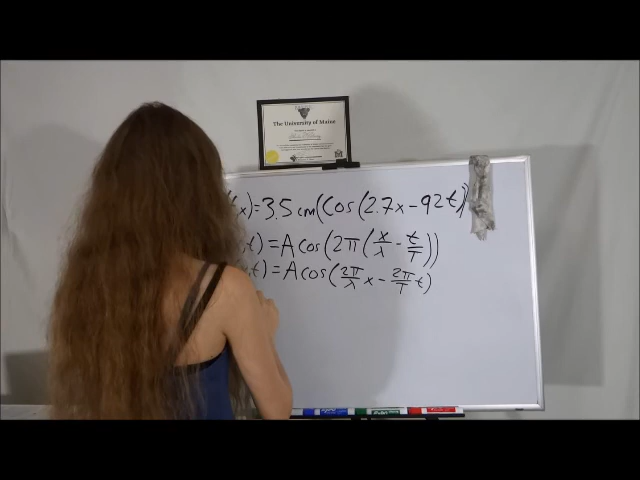 The University of Maine
x)=3.5 cm(Cos(2.7x-92t))
,t)=A cos(2π(x/λ-t/T))
,t)=A cos(2π/λ x-2π/T t)